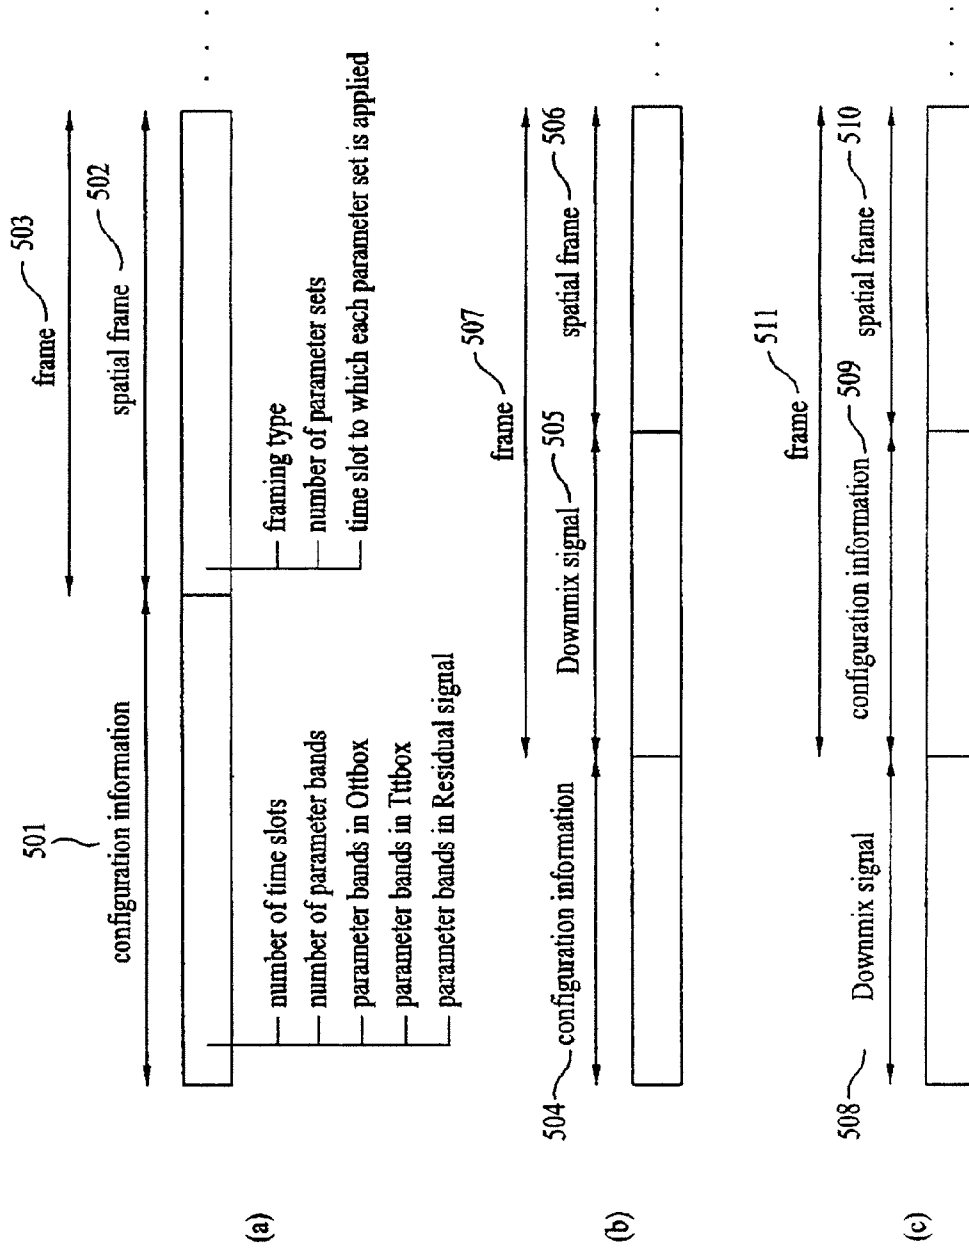 (a)
501
configuration information
frame 503
spatial frame 502
. . .
number of time slots
number of parameter bands
parameter bands in Ottbox
parameter bands in Tttbox
parameter bands in Residual signal
framing type
number of parameter sets
time slot to which each parameter set is applied
(b)
frame 507
504 configuration information
Downmix signal 505
spatial frame 506
. . .
(c)
frame 511
508
Downmix signal
configuration information 509
spatial frame 510
. . .